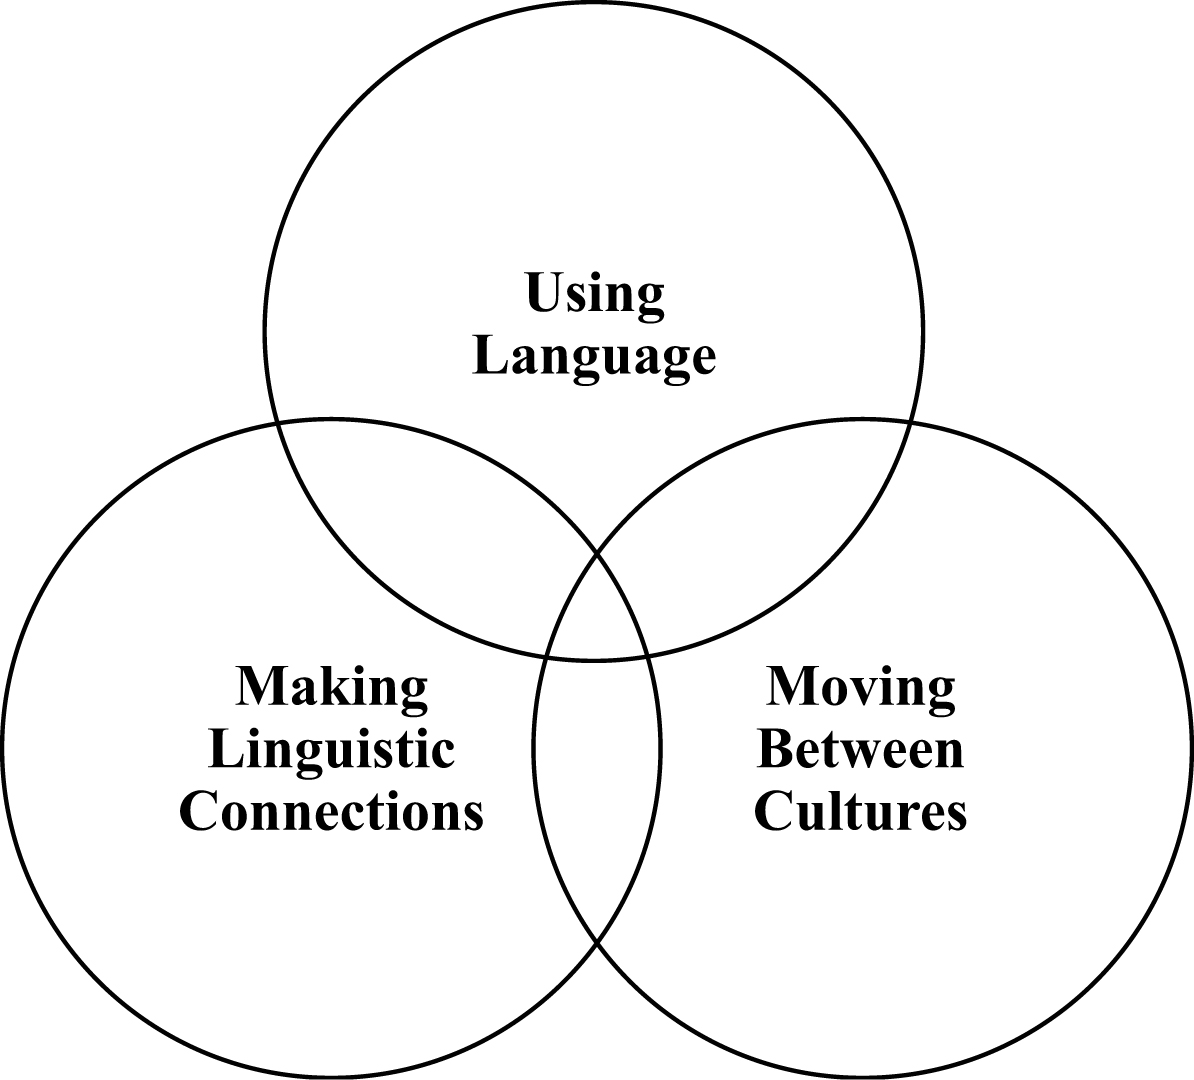 Using
Language
Making
Linguistic
Connections
Moving
Between
Cultures